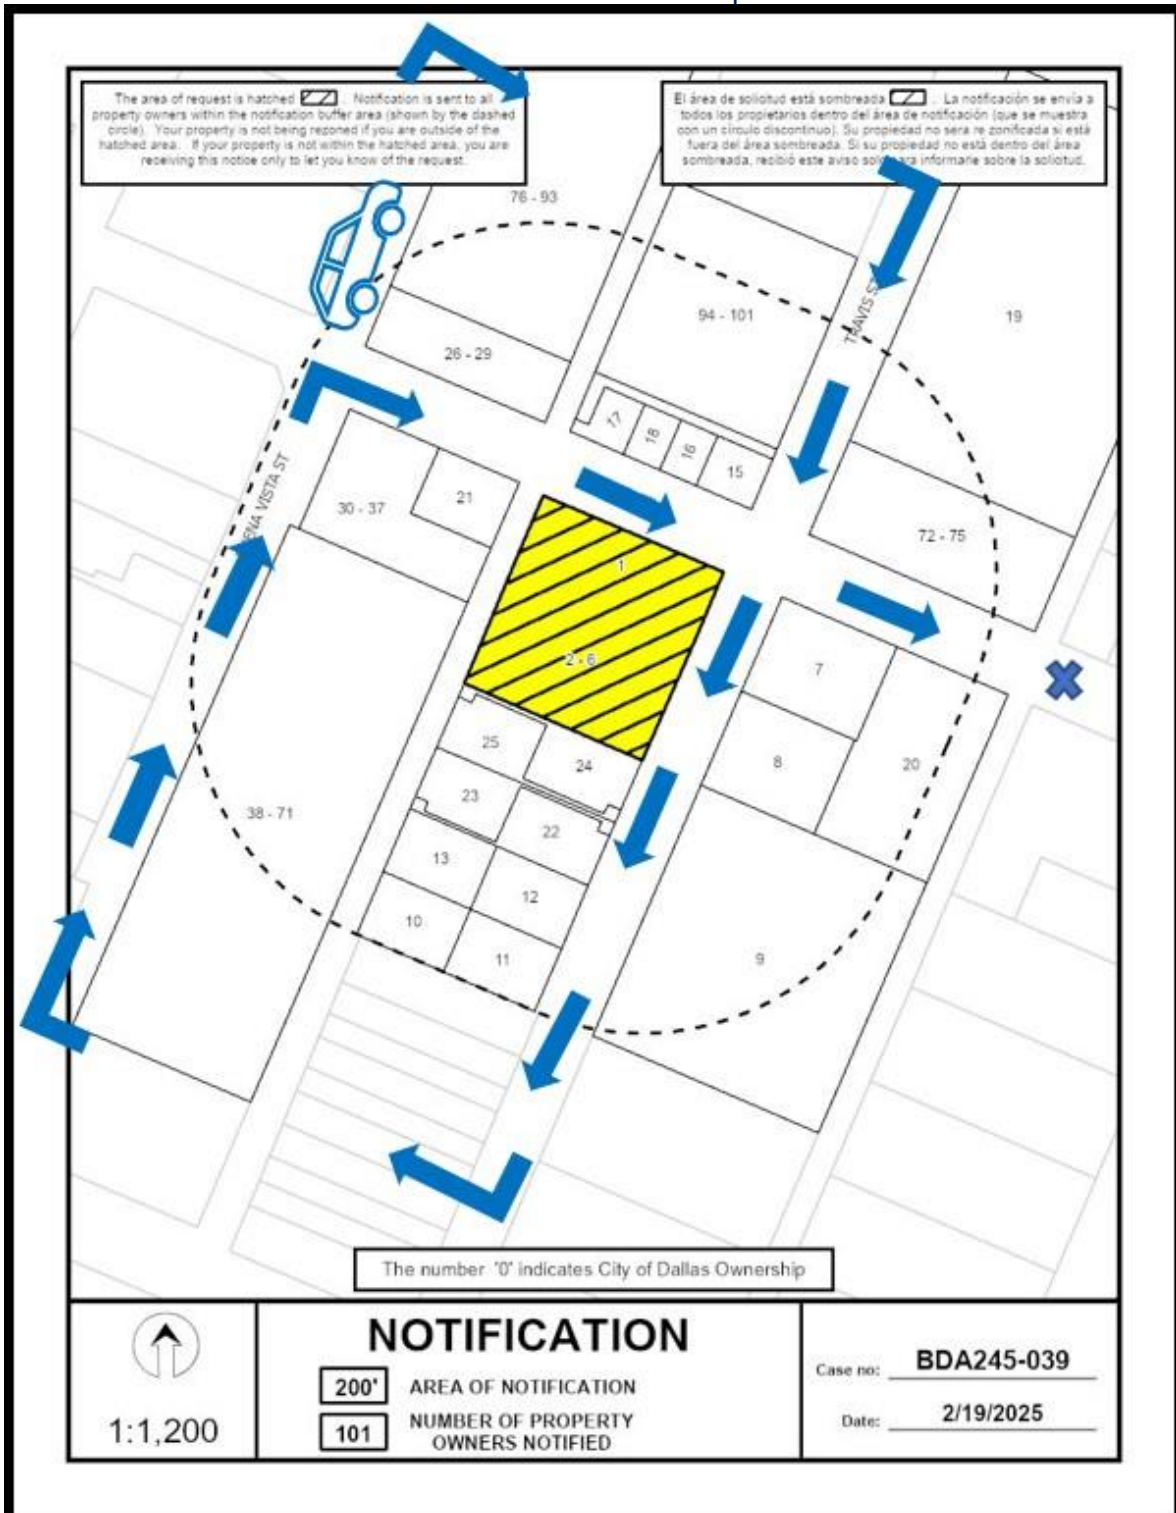 The area of request is hatched . Notification is sent to all
property owners within the notification buffer area (shown by the dashed
circle). Your property is not being rezoned if you are outside of the
hatched area. If your property is not within the hatched area, you are
receiving this notice only to let you know of the request.
El área de solicitud está sombreada . La notificación se envía a
todos los propietarios dentro del área de notificación (que se muestra
con un círculo discontinuo). Su propiedad no sera re zonificada si está
fuera del área sombreada. Si su propiedad no está dentro del área
sombreada, recibió este aviso informarle sobre la solicitud.
76 - 93
94 - 101
TRAVIS
19
26 - 29
17
18
16
15
21
30 - 37
VISTA ST
72 - 75
1
2 - 6
7
8
20
25
24
38 - 71
23
22
13
12
10
11
9
The number '0' indicates City of Dallas Ownership
1:1,200
NOTIFICATION
200' AREA OF NOTIFICATION
101 NUMBER OF PROPERTY
OWNERS NOTIFIED
Case no: BDA245-039
Date: 2/19/2025